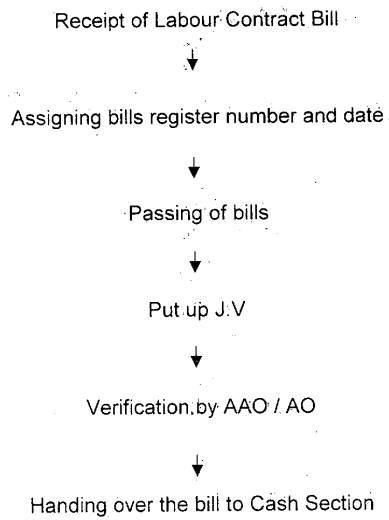 Receipt of Labour Contract Bill
Assigning bills register number and date
Passing of bills
Put up J.V
Verification by AAO / AO
Handing over the bill to Cash Section